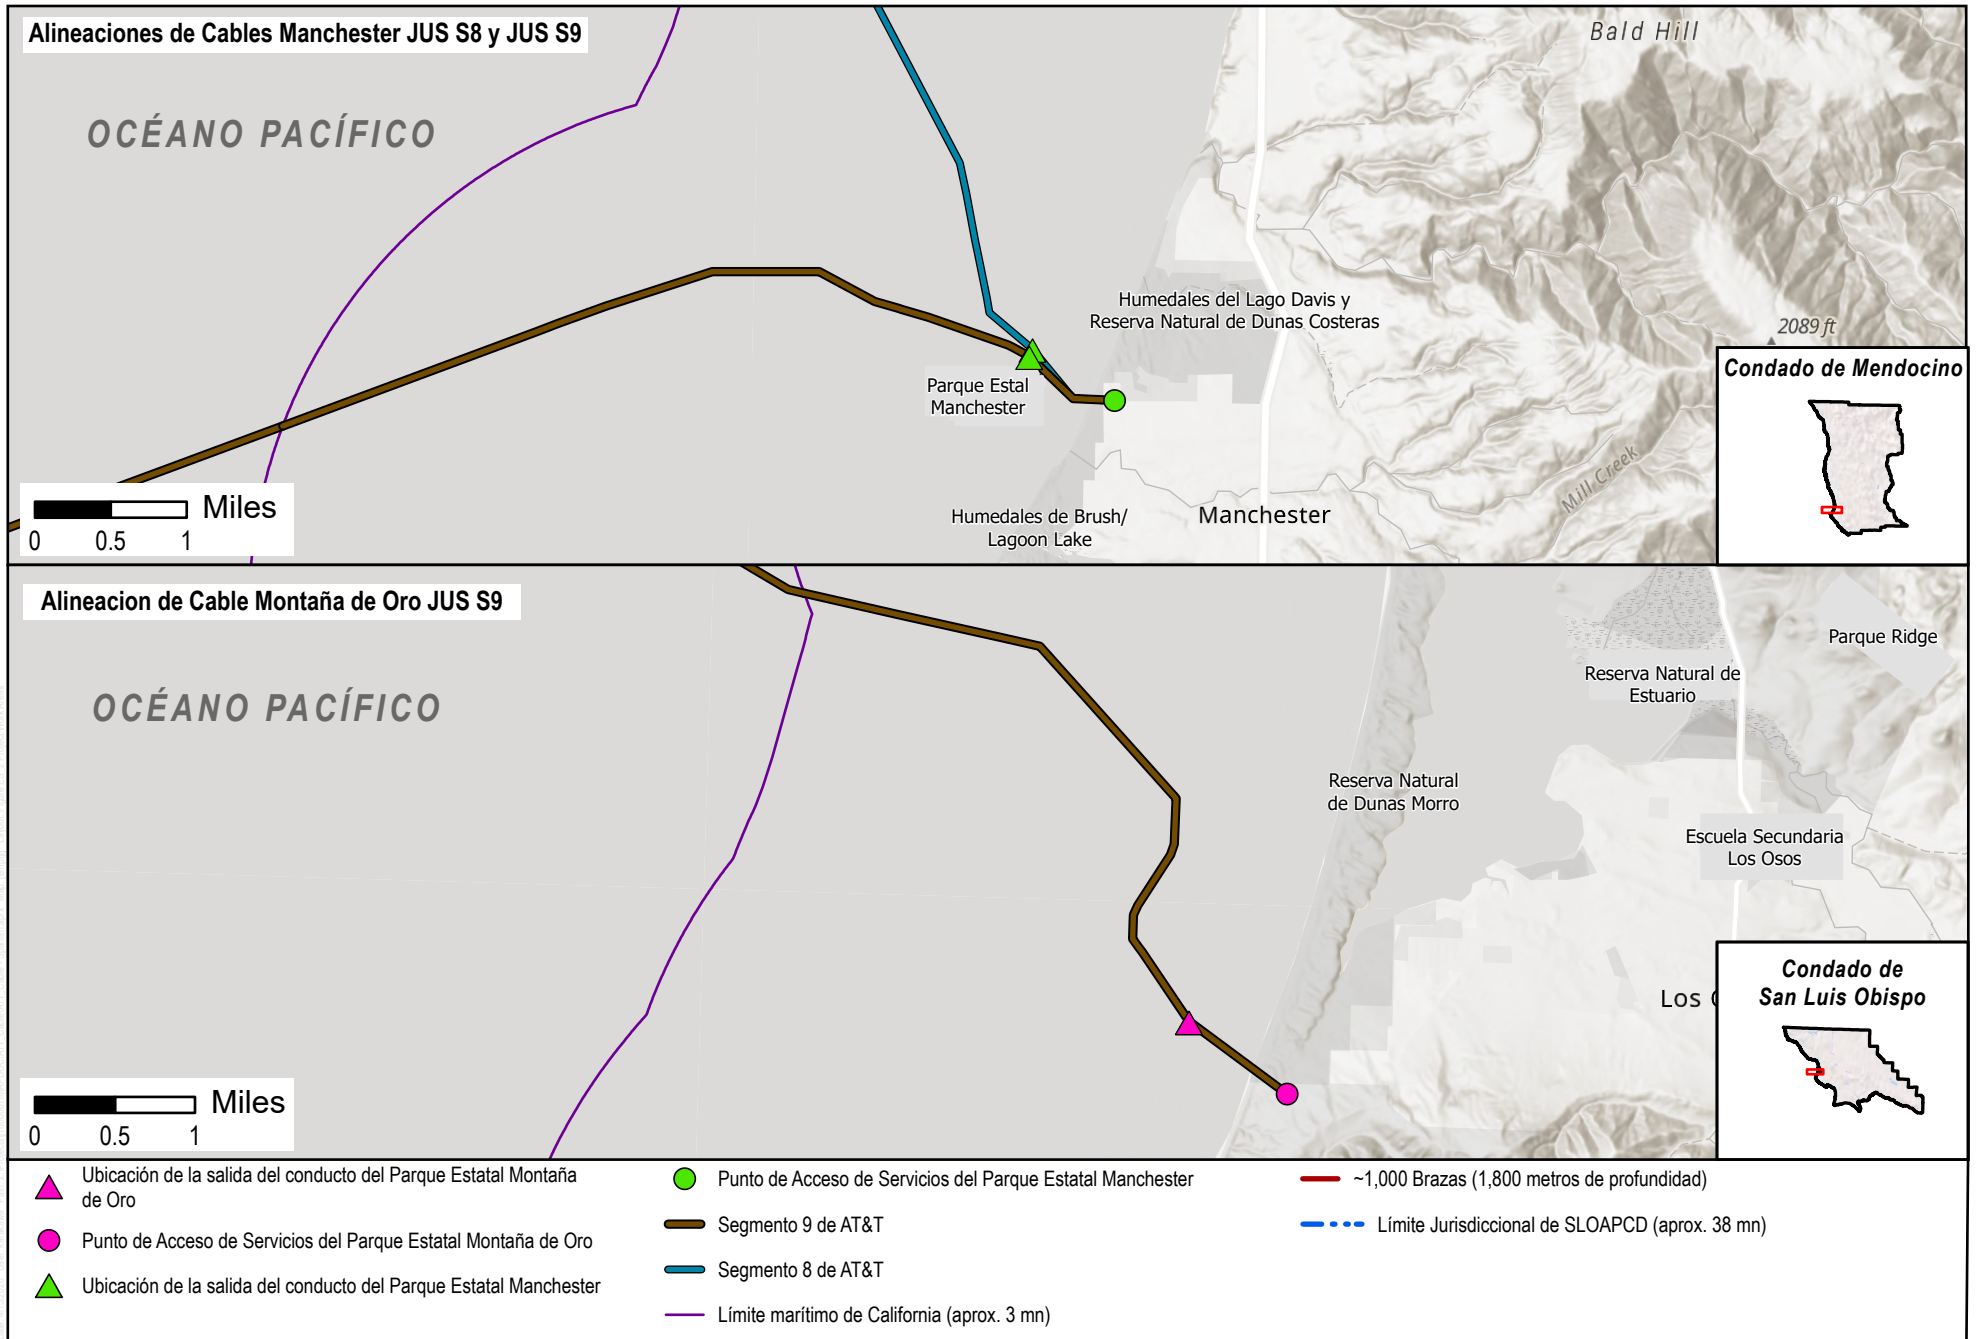 Alineaciones de Cables Manchester JUS S8 y JUS S9
Bald Hill
OCÉANO PACÍFICO
Humedales del Lago Davis y
Reserva Natural de Dunas Costeras
2089 ft
Parque Estal
Manchester
Condado de Mendocino
Mill Creek
Humedales de Brush/
Lagoon Lake
Manchester
Miles
0 0.5 1
Alineacion de Cable Montaña de Oro JUS S9
OCÉANO PACÍFICO
Parque Ridge
Reserva Natural de
Estuario
Reserva Natural
de Dunas Morro
Escuela Secundaria
Los Osos
Los
Condado de
San Luis Obispo
Miles
0 0.5 1
Ubicación de la salida del conducto del Parque Estatal Montaña
de Oro
Punto de Acceso de Servicios del Parque Estatal Montaña de Oro
Ubicación de la salida del conducto del Parque Estatal Manchester
Punto de Acceso de Servicios del Parque Estatal Manchester
Segmento 9 de AT&T
Segmento 8 de AT&T
Límite marítimo de California (aprox. 3 mn)
~1,000 Brazas (1,800 metros de profundidad)
Límite Jurisdiccional de SLOAPCD (aprox. 38 mn)